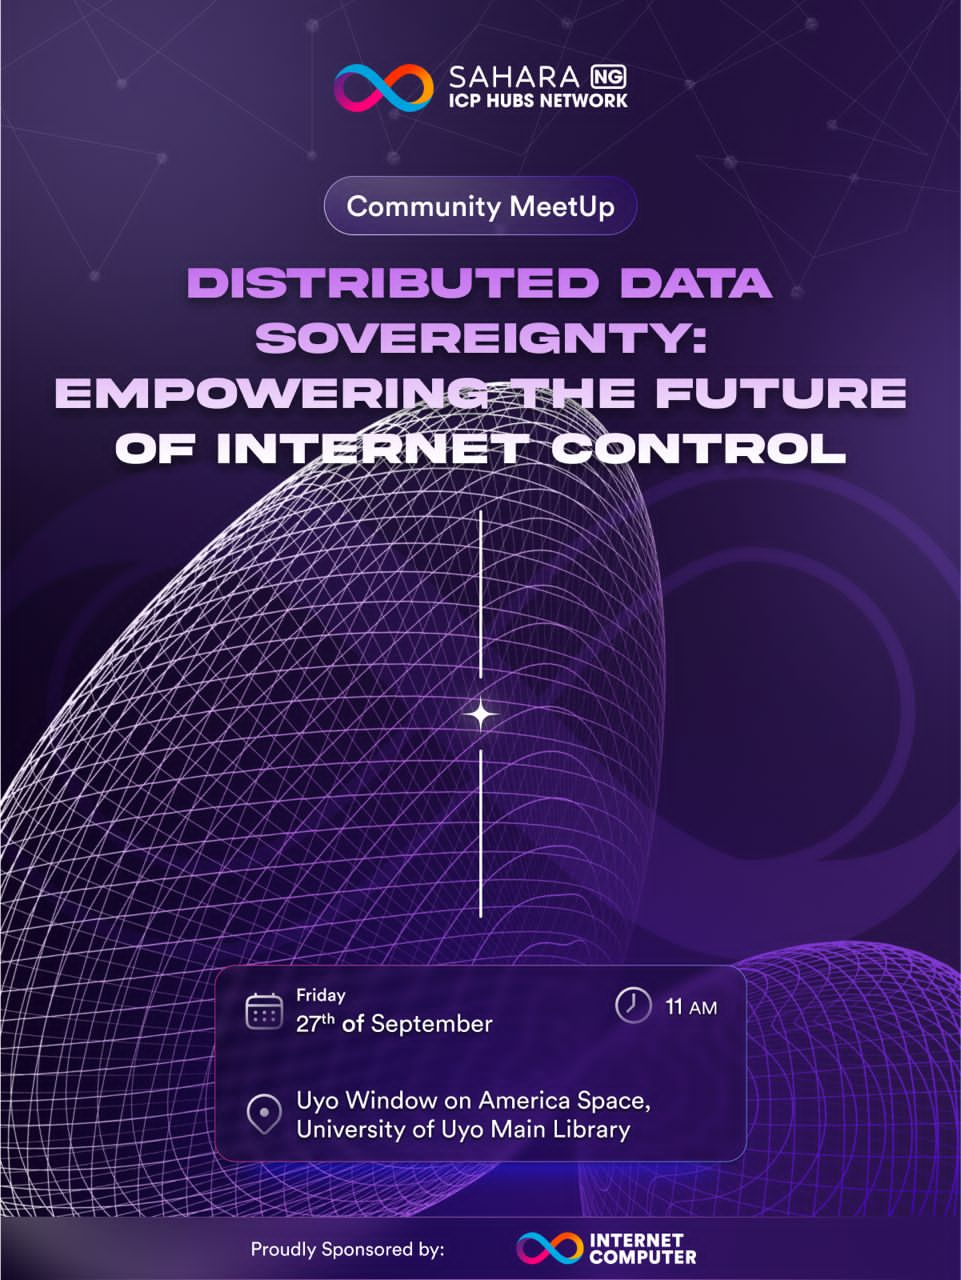 SAHARA NG
ICP HUBS NETWORK
Community MeetUp
DISTRIBUTED DATA
SOVEREIGNTY:
EMPOWERING THE FUTURE
OF INTERNET CONTROL
Friday
27th of September
11 AM
Uyo Window on America Space,
University of Uyo Main Library
Proudly Sponsored by:
INTERNET
COMPUTER